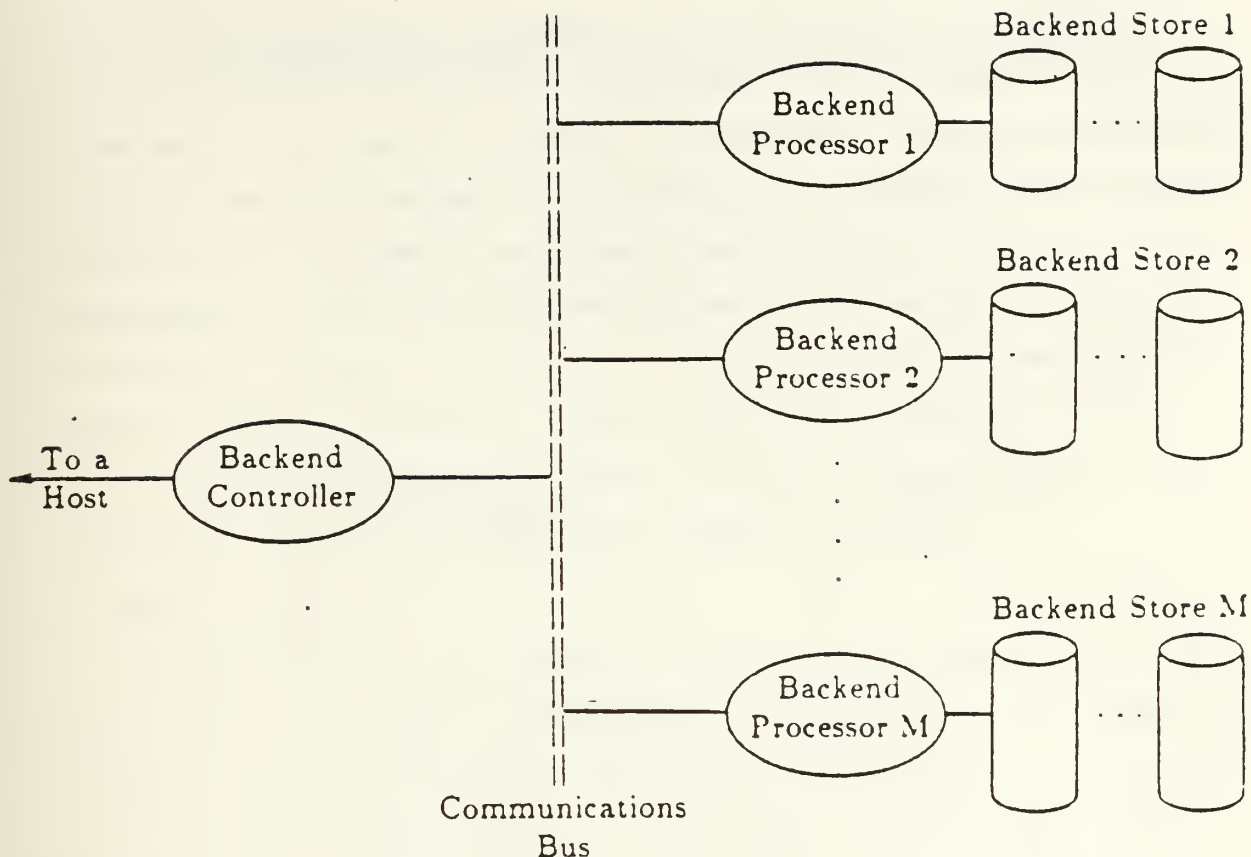 Backend Store 1
Backend
Processor 1
. . .
Backend Store 2
Backend
Processor 2
. . .
To a
Host
Backend
Controller
Backend Store M
Backend
Processor M
. . .
Communications
Bus